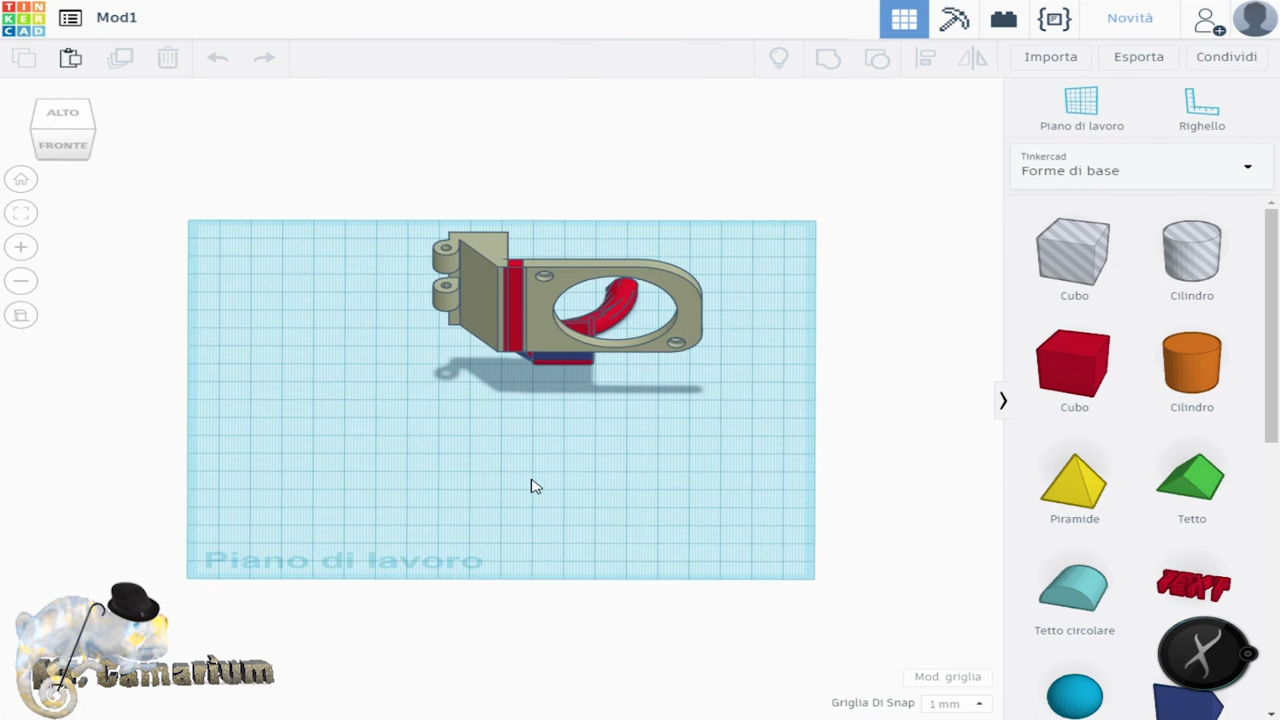 TIN
KER
CAD
Mod1
Novità
Importa
Esporta
Condividi
ALTO
FRONTE
Piano di lavoro
Righello
Tinkercad
Forme di base
Cubo
Cilindro
Cubo
Cilindro
Piramide
Tetto
TEXT
Tetto circolare
Piano di lavoro
Camarium
X
Mod. griglia
Griglia Di Snap
1 mm